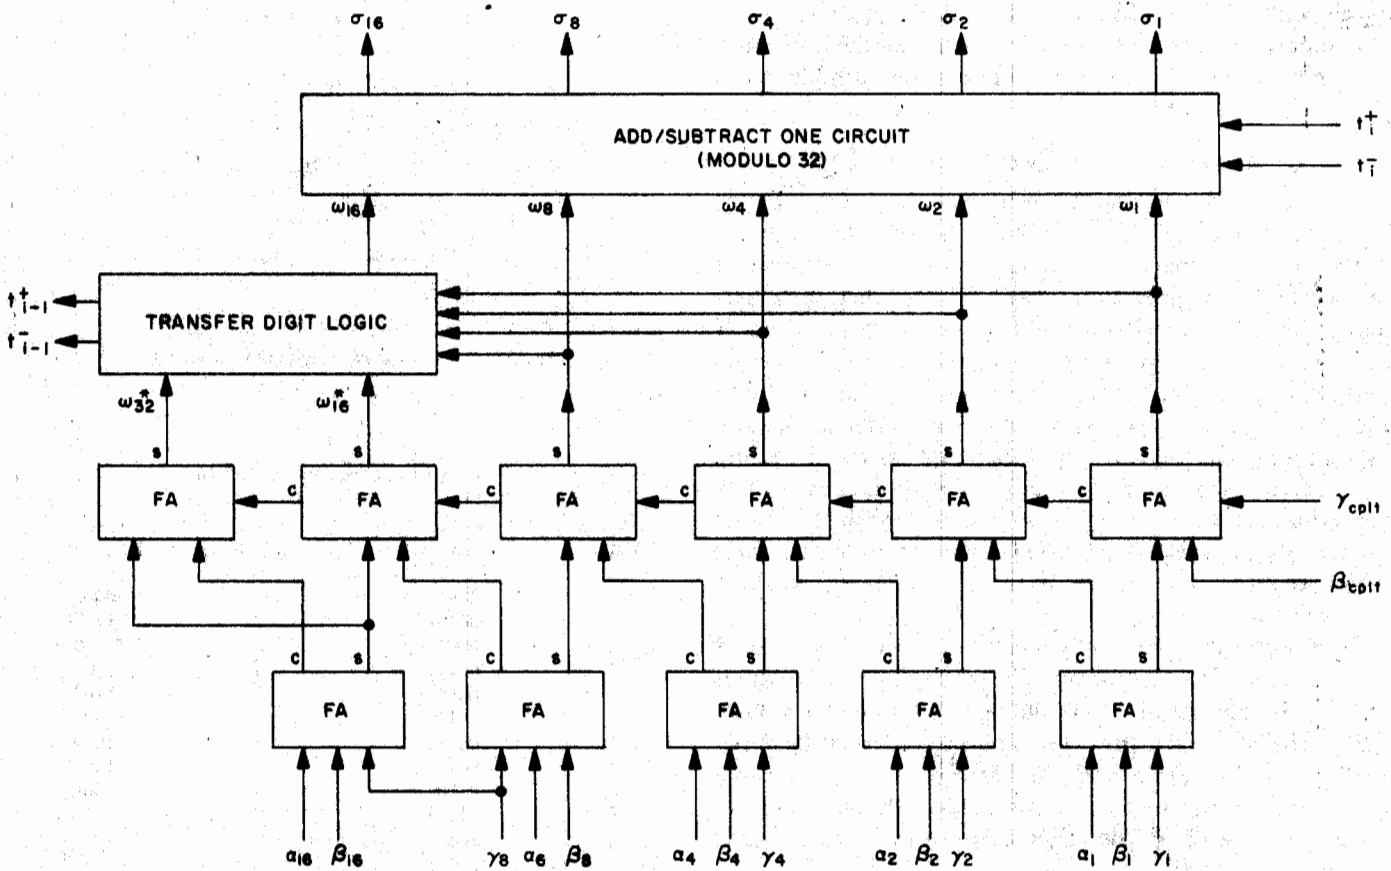 σ16 σ8 σ4 σ2 σ1
ADD/SUBTRACT ONE CIRCUIT
(MODULO 32)
t+i
t-i
ω16 ω8 ω4 ω2 ω1
t+i-1
t-i-1
TRANSFER DIGIT LOGIC
ω*32 ω*16
s s s s s s
FA c FA c FA c FA c FA c FA
γcplt
βcplt
c s c s c s c s c s
FA FA FA FA FA
α16 β16 γ8 α6 β8 α4 β4 γ4 α2 β2 γ2 α1 β1 γ1